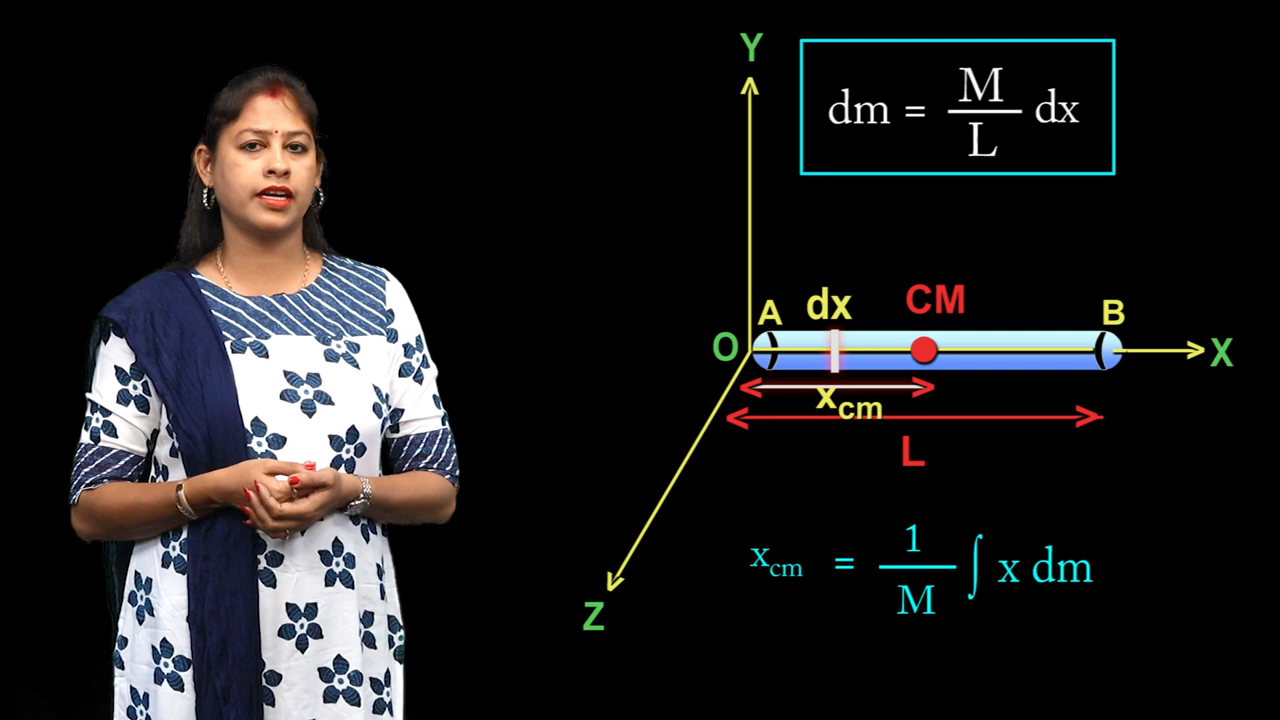 Y
dm = M/L dx
A dx CM B
O X
xcm
L
Z
xcm = 1/M ∫ x dm